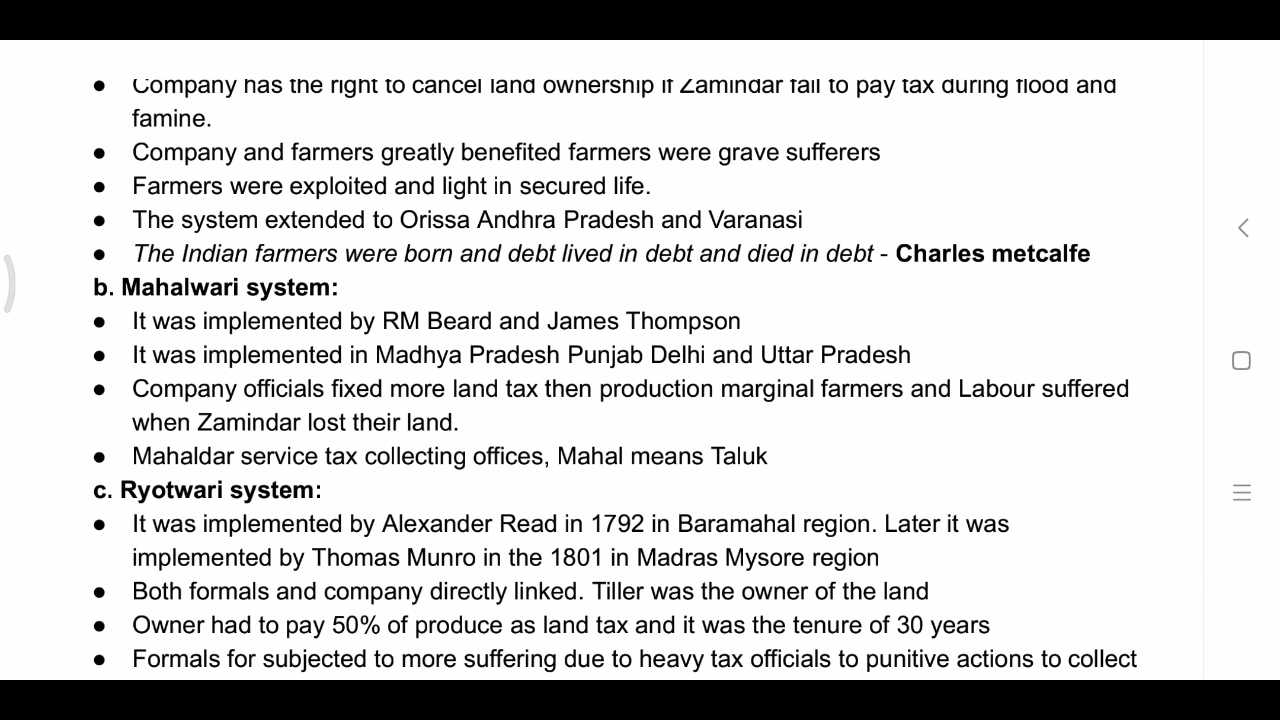 ● Company has the right to cancel land ownership if Zamindar fail to pay tax during flood and
famine.
● Company and farmers greatly benefited farmers were grave sufferers
● Farmers were exploited and light in secured life.
● The system extended to Orissa Andhra Pradesh and Varanasi
● The Indian farmers were born and debt lived in debt and died in debt - Charles metcalfe
b. Mahalwari system:
● It was implemented by RM Beard and James Thompson
● It was implemented in Madhya Pradesh Punjab Delhi and Uttar Pradesh
● Company officials fixed more land tax then production marginal farmers and Labour suffered
when Zamindar lost their land.
● Mahaldar service tax collecting offices, Mahal means Taluk
c. Ryotwari system:
● It was implemented by Alexander Read in 1792 in Baramahal region. Later it was
implemented by Thomas Munro in the 1801 in Madras Mysore region
● Both formals and company directly linked. Tiller was the owner of the land
● Owner had to pay 50% of produce as land tax and it was the tenure of 30 years
● Formals for subjected to more suffering due to heavy tax officials to punitive actions to collect